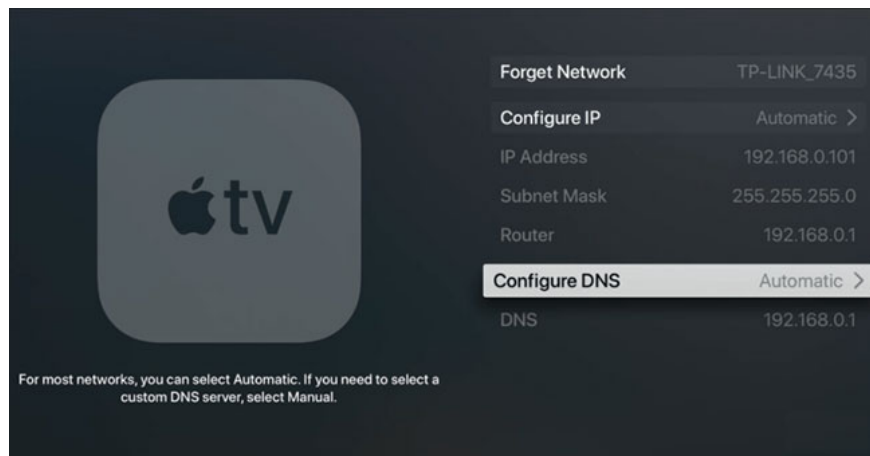 tv
Forget Network TP-LINK_7435
Configure IP Automatic
IP Address 192.168.0.101
Subnet Mask 255.255.255.0
Router 192.168.0.1
Configure DNS Automatic
DNS 192.168.0.1
For most networks, you can select Automatic. If you need to select a
custom DNS server, select Manual.